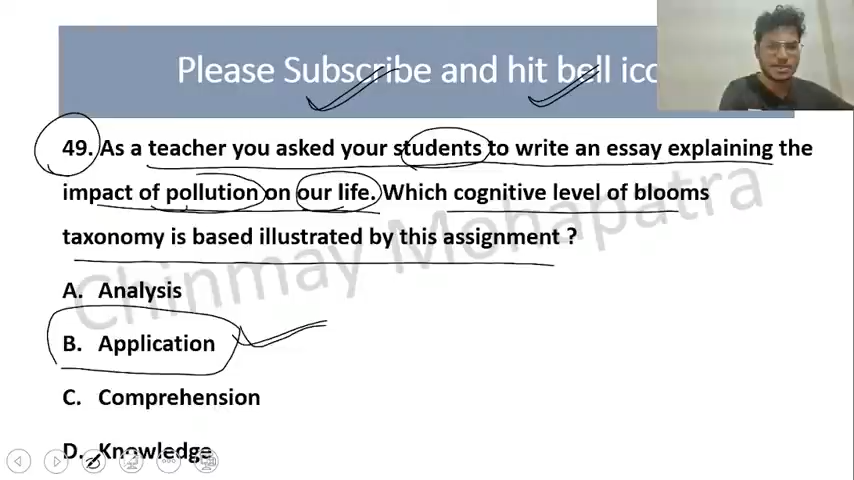 Please Subscribe and hit bell ico
49. As a teacher you asked your students to write an essay explaining the
impact of pollution on our life. Which cognitive level of blooms
taxonomy is based illustrated by this assignment ?
Chinmay Mohapatra
A. Analysis
B. Application
C. Comprehension
D. Knowledge